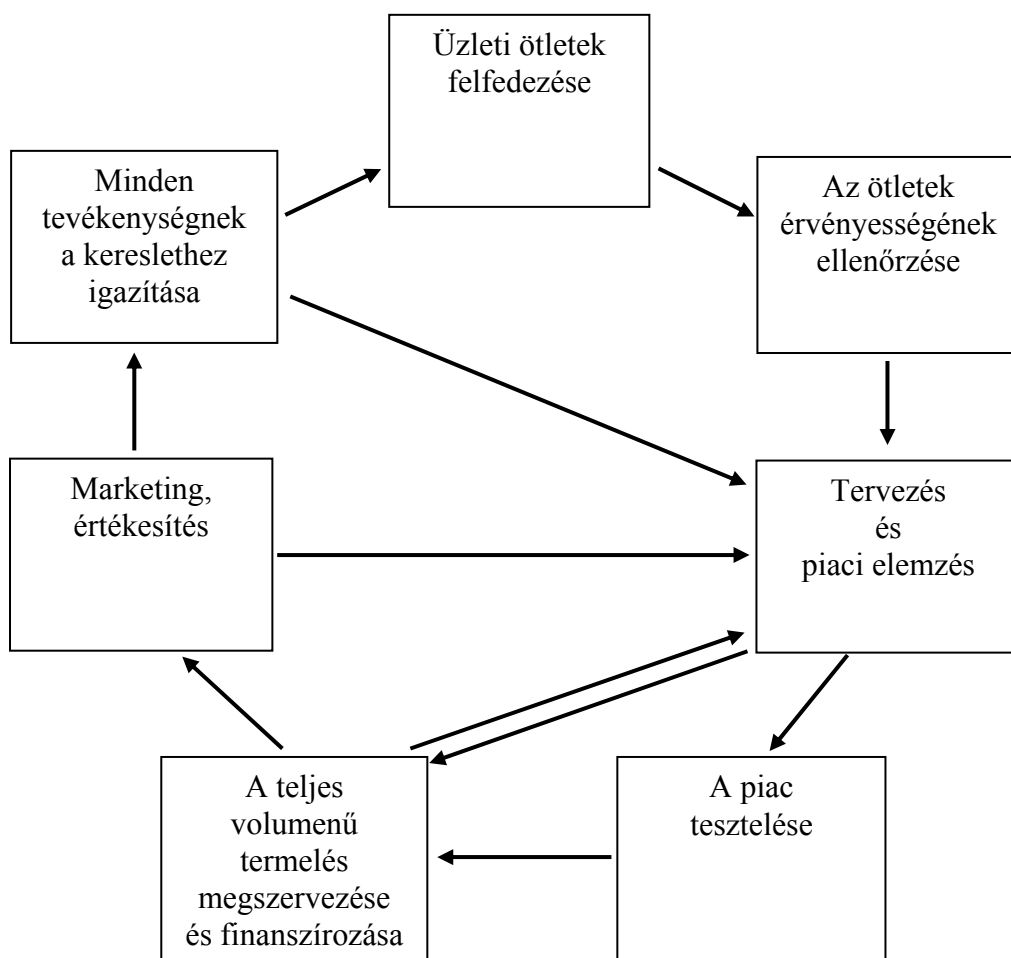 Üzleti ötletek
felfedezése
Minden
tevékenységnek
a kereslethez
igazítása
Az ötletek
érvényességének
ellenőrzése
Marketing,
értékesítés
Tervezés
és
piaci elemzés
A teljes
volumenű
termelés
megszervezése
és finanszírozása
A piac
tesztelése